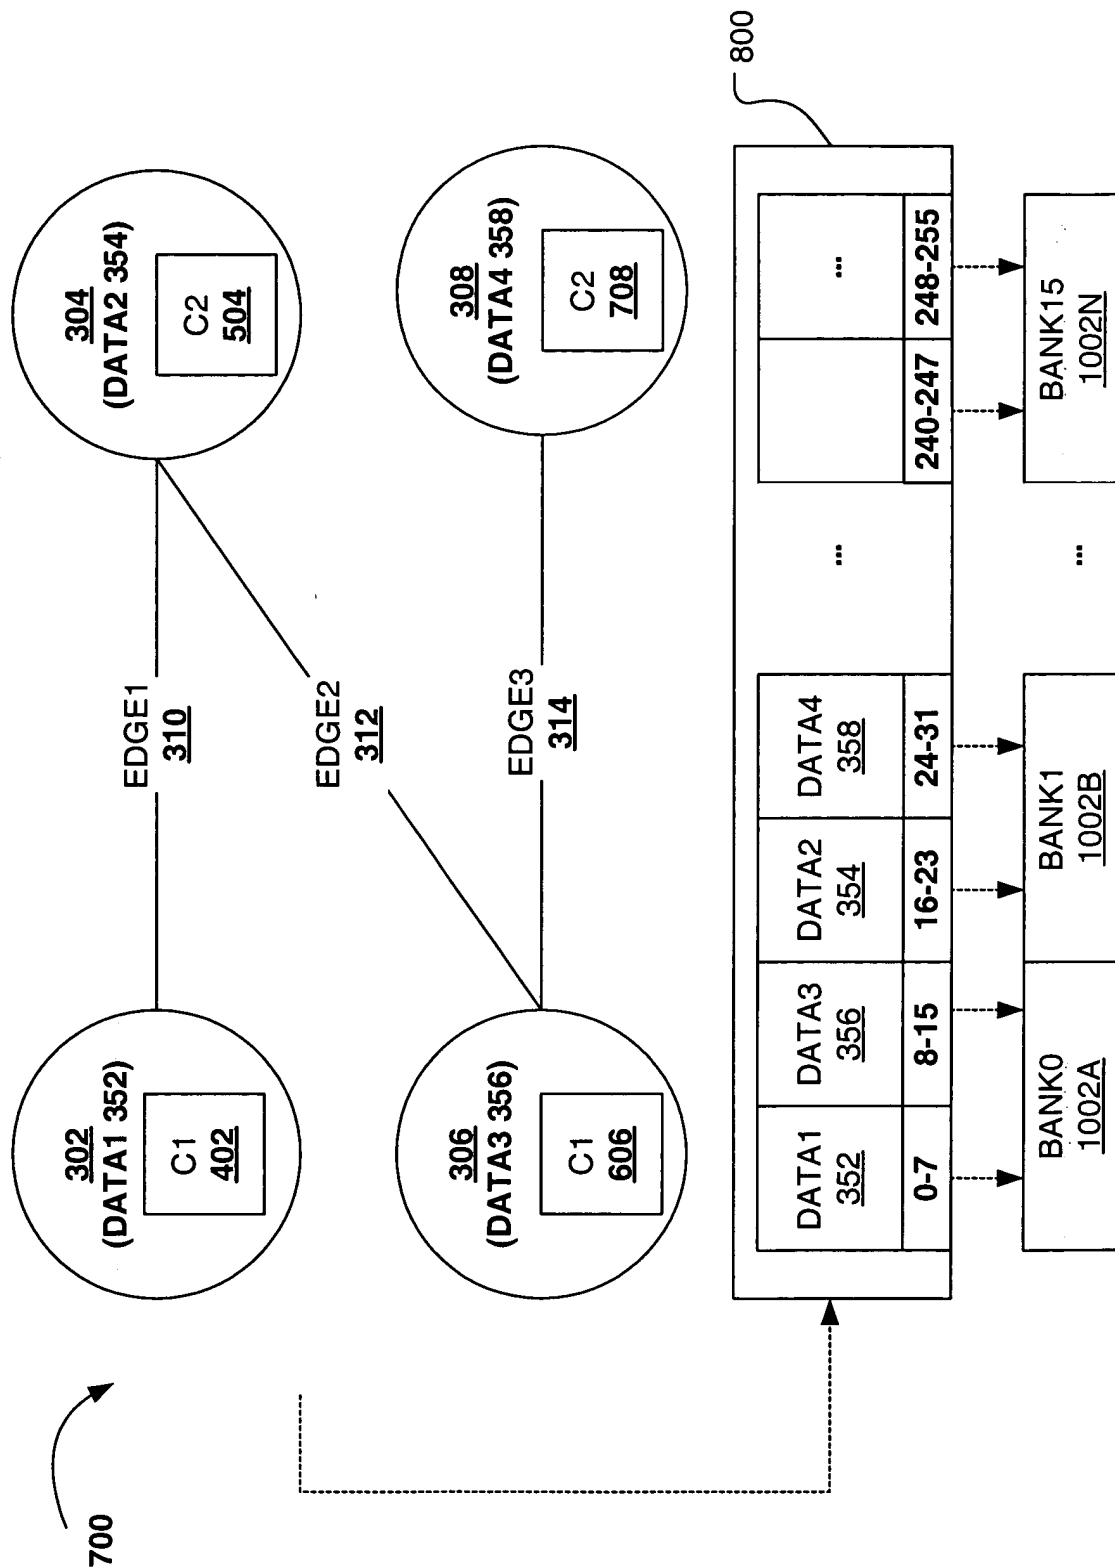 700
302
(DATA1 352)
C1
402
EDGE1
310
304
(DATA2 354)
C2
504
EDGE2
312
306
(DATA3 356)
C1
606
EDGE3
314
308
(DATA4 358)
C2
708
800
DATA1
352
DATA3
356
DATA2
354
DATA4
358
...
...
0-7
8-15
16-23
24-31
240-247
248-255
BANK0
1002A
BANK1
1002B
...
BANK15
1002N